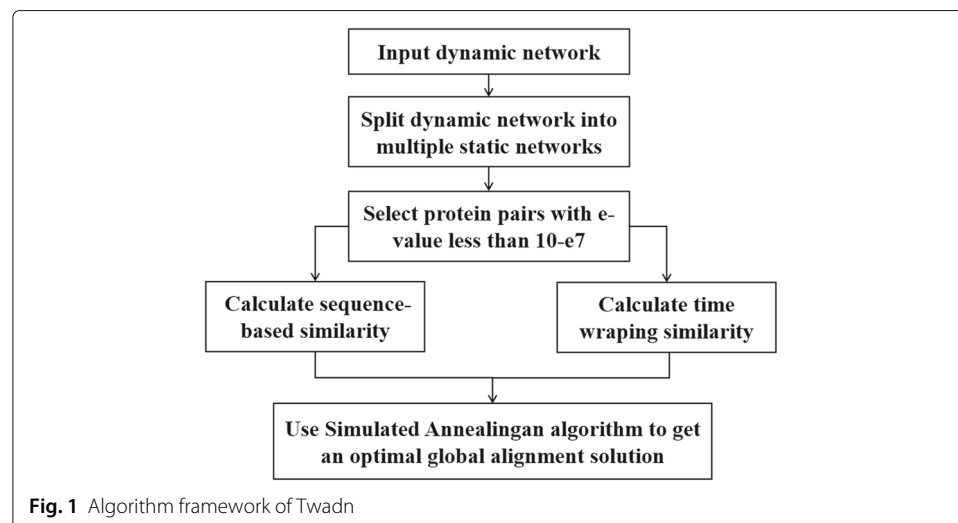 Input dynamic network
Split dynamic network into
multiple static networks
Select protein pairs with e-
value less than 10-e7
Calculate sequence-
based similarity
Calculate time
wraping similarity
Use Simulated Annealingan algorithm to get
an optimal global alignment solution
Fig. 1 Algorithm framework of Twadn